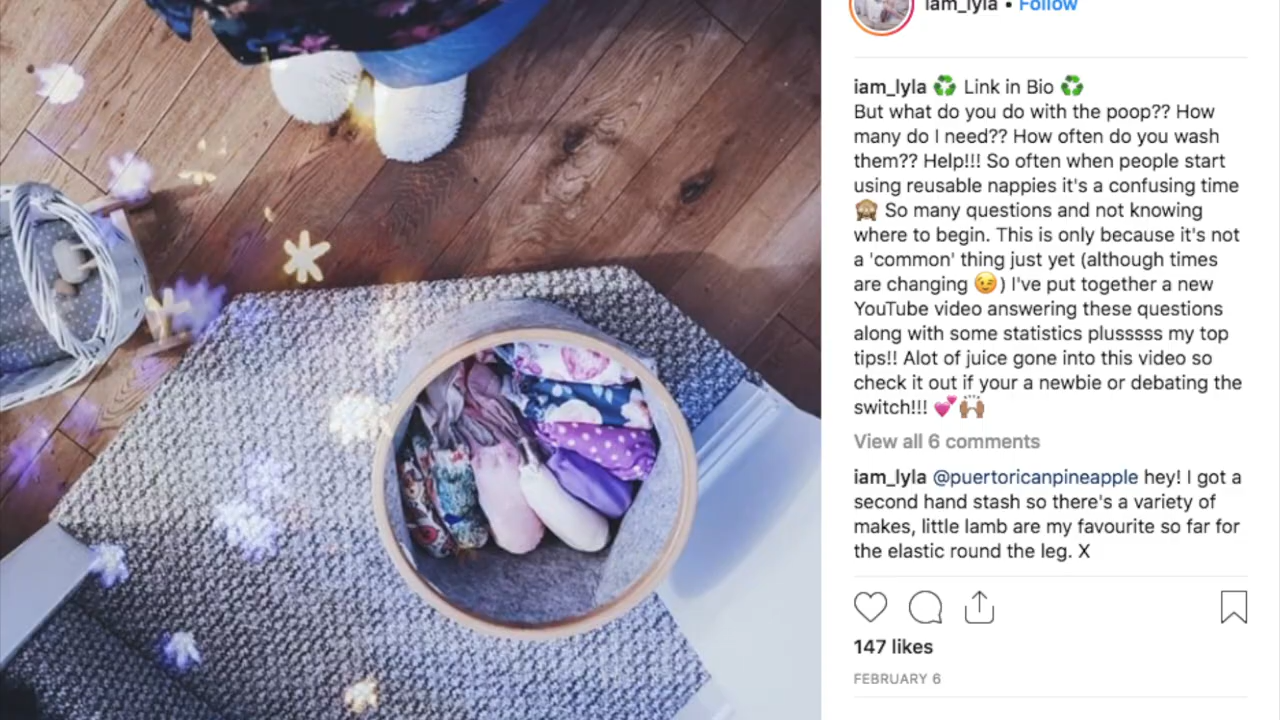 iam_lyla • Follow
iam_lyla ♻️ Link in Bio ♻️
But what do you do with the poop?? How
many do I need?? How often do you wash
them?? Help!!! So often when people start
using reusable nappies it's a confusing time
🙈 So many questions and not knowing
where to begin. This is only because it's not
a 'common' thing just yet (although times
are changing 😉) I've put together a new
YouTube video answering these questions
along with some statistics plusssss my top
tips!! Alot of juice gone into this video so
check it out if your a newbie or debating the
switch!!! 💕🙌🏽
View all 6 comments
iam_lyla @puertoricanpineapple hey! I got a
second hand stash so there's a variety of
makes, little lamb are my favourite so far for
the elastic round the leg. X
147 likes
FEBRUARY 6